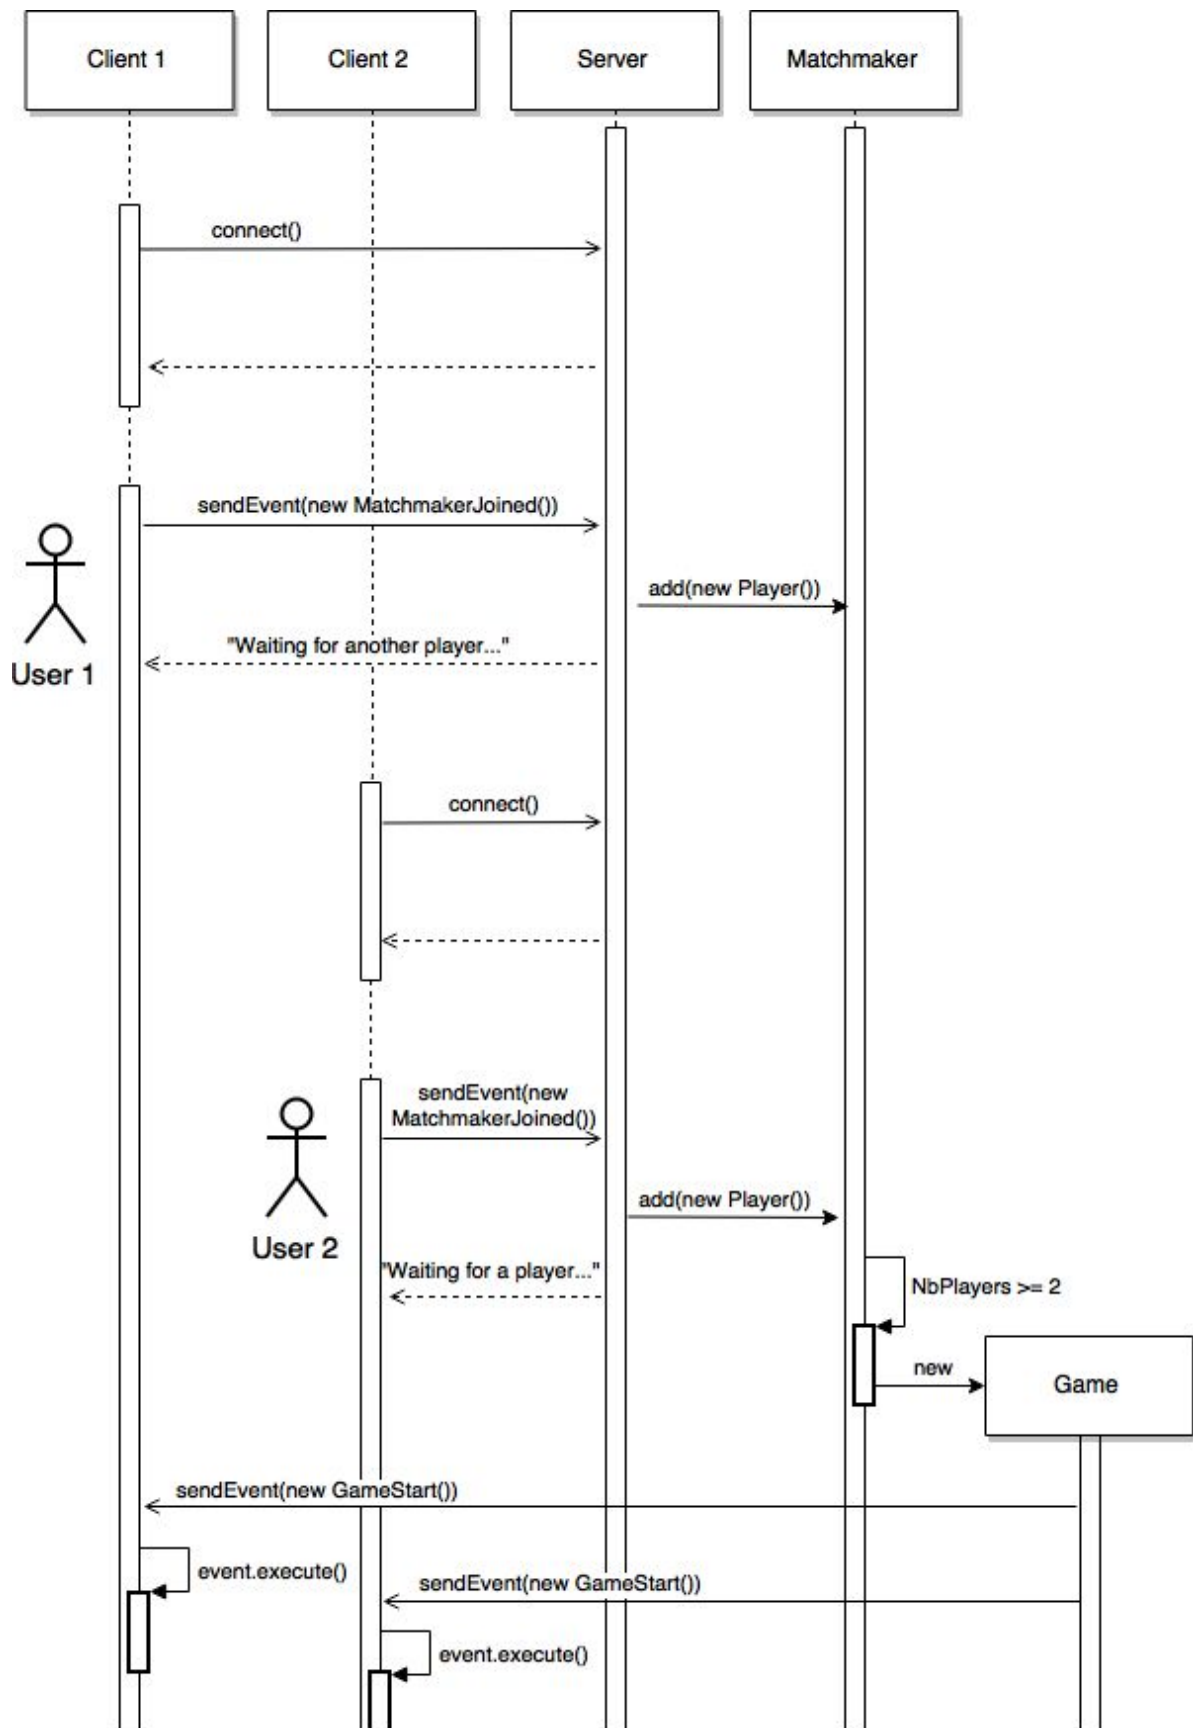 Client 1
Client 2
Server
Matchmaker
connect()
sendEvent(new MatchmakerJoined())
add(new Player())
"Waiting for another player..."
User 1
connect()
sendEvent(new
MatchmakerJoined())
add(new Player())
User 2
"Waiting for a player..."
NbPlayers >= 2
new
Game
sendEvent(new GameStart())
event.execute()
sendEvent(new GameStart())
event.execute()